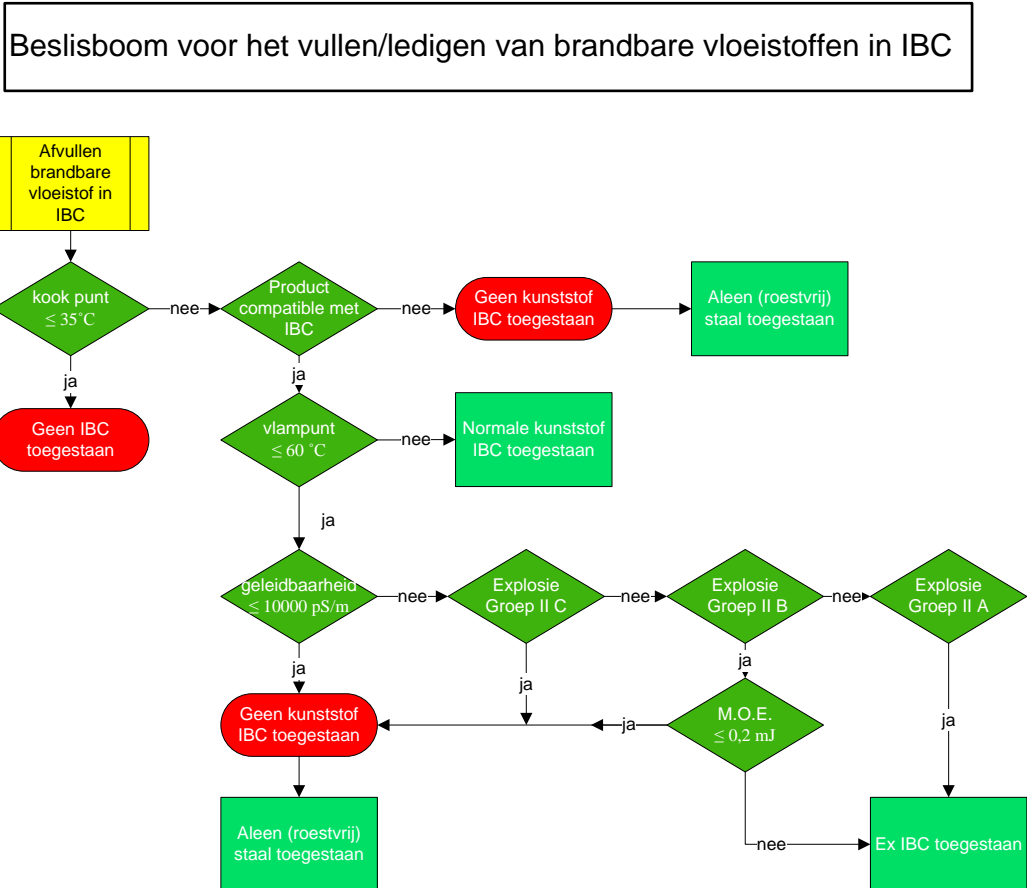 Beslisboom voor het vullen/ledigen van brandbare vloeistoffen in IBC
Afvullen
brandbare
vloeistof in
IBC
kook punt
≤ 35˚C
nee
Product
compatible met
IBC
nee
Geen kunststof
IBC toegestaan
Aleen (roestvrij)
staal toegestaan
ja
ja
Geen IBC
toegestaan
vlampunt
≤ 60 ˚C
nee
Normale kunststof
IBC toegestaan
ja
geleidbaarheid
≤ 10000 pS/m
nee
Explosie
Groep II C
nee
Explosie
Groep II B
nee
Explosie
Groep II A
ja
ja
ja
ja
Geen kunststof
IBC toegestaan
ja
M.O.E.
≤ 0,2 mJ
Aleen (roestvrij)
staal toegestaan
nee
Ex IBC toegestaan